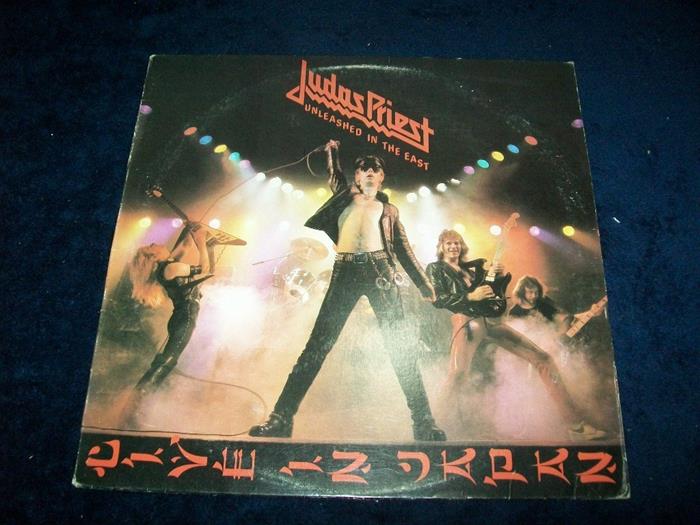 Judas Priest
UNLEASHED IN THE EAST
LIVE IN JAPAN